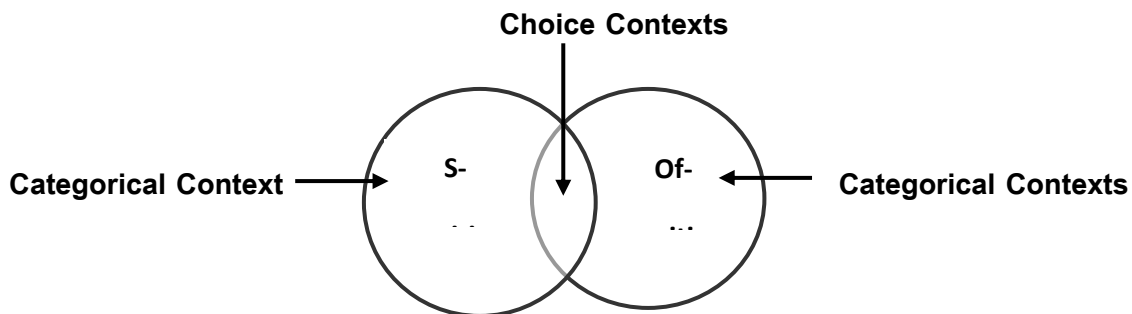 Choice Contexts
S-
Of-
Categorical Context
Categorical Contexts